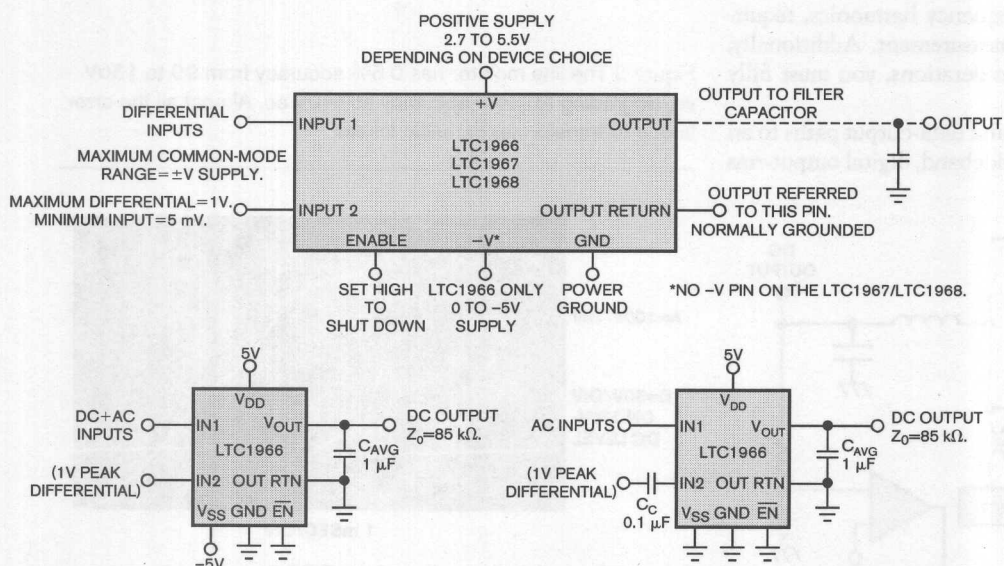 POSITIVE SUPPLY
2.7 TO 5.5V
DEPENDING ON DEVICE CHOICE
+V
DIFFERENTIAL
INPUTS
INPUT 1
OUTPUT
OUTPUT TO FILTER
CAPACITOR
OUTPUT
LTC1966
LTC1967
LTC1968
MAXIMUM COMMON-MODE
RANGE=±V SUPPLY.
MAXIMUM DIFFERENTIAL=1V.
MINIMUM INPUT=5 mV.
INPUT 2
OUTPUT RETURN
OUTPUT REFERRED
TO THIS PIN.
NORMALLY GROUNDED
ENABLE
–V*
GND
SET HIGH
TO
SHUT DOWN
LTC1966 ONLY
0 TO –5V
SUPPLY
POWER
GROUND
*NO –V PIN ON THE LTC1967/LTC1968.
5V
VDD
DC+AC
INPUTS
IN1
VOUT
DC OUTPUT
Z0=85 kΩ.
LTC1966
CAVG
1 μF
(1V PEAK
DIFFERENTIAL)
IN2
OUT RTN
VSS GND EN
–5V
5V
VDD
AC INPUTS
IN1
VOUT
DC OUTPUT
Z0=85 kΩ.
LTC1966
CAVG
1 μF
(1V PEAK
DIFFERENTIAL)
IN2
OUT RTN
CC
0.1 μF
VSS GND EN